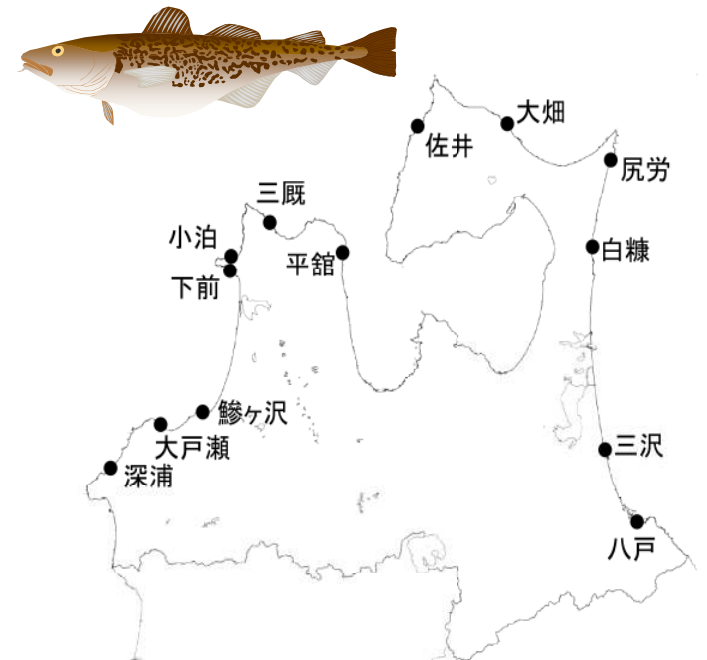 大畑
佐井
尻労
三厩
小泊
平舘
白糠
下前
鰺ヶ沢
大戸瀬
三沢
深浦
八戸